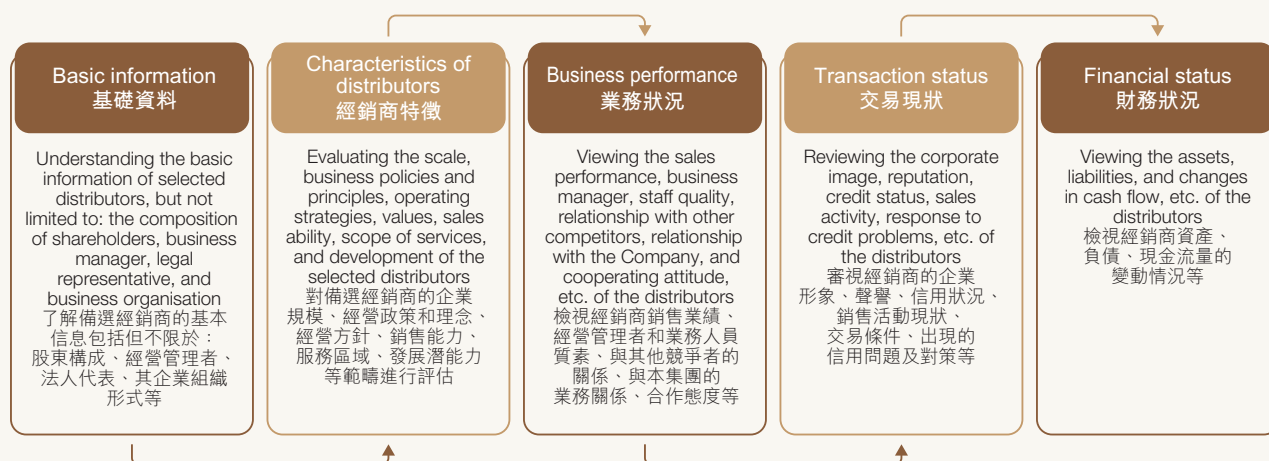 Basic information
基礎資料
Understanding the basic
information of selected
distributors, but not
limited to: the composition
of shareholders, business
manager, legal
representative, and
business organisation
了解備選經銷商的基本
信息包括但不限於：
股東構成、經營管理者、
法人代表、其企業組織
形式等
Characteristics of
distributors
經銷商特徵
Evaluating the scale,
business policies and
principles, operating
strategies, values, sales
ability, scope of services,
and development of the
selected distributors
對備選經銷商的企業
規模、經營政策和理念、
經營方針、銷售能力、
服務區域、發展潛能力
等範疇進行評估
Business performance
業務狀況
Viewing the sales
performance, business
manager, staff quality,
relationship with other
competitors, relationship
with the Company, and
cooperating attitude,
etc. of the distributors
檢視經銷商銷售業績、
經營管理者和業務人員
質素、與其他競爭者的
關係、與本集團的
業務關係、合作態度等
Transaction status
交易現狀
Reviewing the corporate
image, reputation,
credit status, sales
activity, response to
credit problems, etc. of
the distributors
審視經銷商的企業
形象、聲譽、信用狀況、
銷售活動現狀、
交易條件、出現的
信用問題及對策等
Financial status
財務狀況
Viewing the assets,
liabilities, and changes
in cash flow, etc. of the
distributors
檢視經銷商資產、
負債、現金流量的
變動情況等